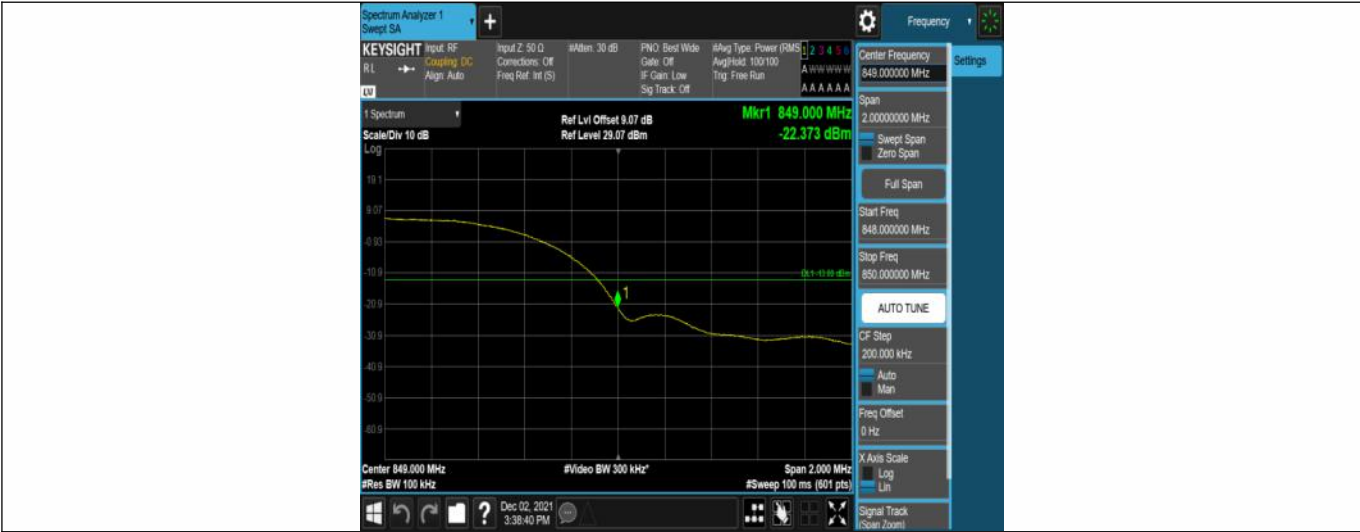 Spectrum Analyzer 1
Swept SA
+
Frequency
KEYSIGHT
RL
Input: RF
Coupling: DC
Align: Auto
Input Z: 50 Ω
Corrections: Off
Freq Ref: Int (S)
#Atten: 30 dB
PNO: Best Wide
Gate: Off
IF Gain: Low
Sig Track: Off
#Avg Type: Power (RMS
Avg|Hold: 100/100
Trig: Free Run
1 2 3 4 5 6
A W W W W W
A A A A A A
1 Spectrum
Scale/Div 10 dB
Log
Ref Lvl Offset 9.07 dB
Ref Level 29.07 dBm
Mkr1 849.000 MHz
-22.373 dBm
19.1
9.07
-0.93
-10.9
-20.9
-30.9
-40.9
-50.9
-60.9
1
Center 849.000 MHz
#Res BW 100 kHz
#Video BW 300 kHz*
Span 2.000 MHz
#Sweep 100 ms (601 pts)
?
Dec 02, 2021
3:38:40 PM
Center Frequency
849.000000 MHz
Settings
Span
2.00000000 MHz
Swept Span
Zero Span
Full Span
Start Freq
848.000000 MHz
Stop Freq
850.000000 MHz
AUTO TUNE
CF Step
200.000 kHz
Auto
Man
Freq Offset
0 Hz
X Axis Scale
Log
Lin
Signal Track
(Span Zoom)